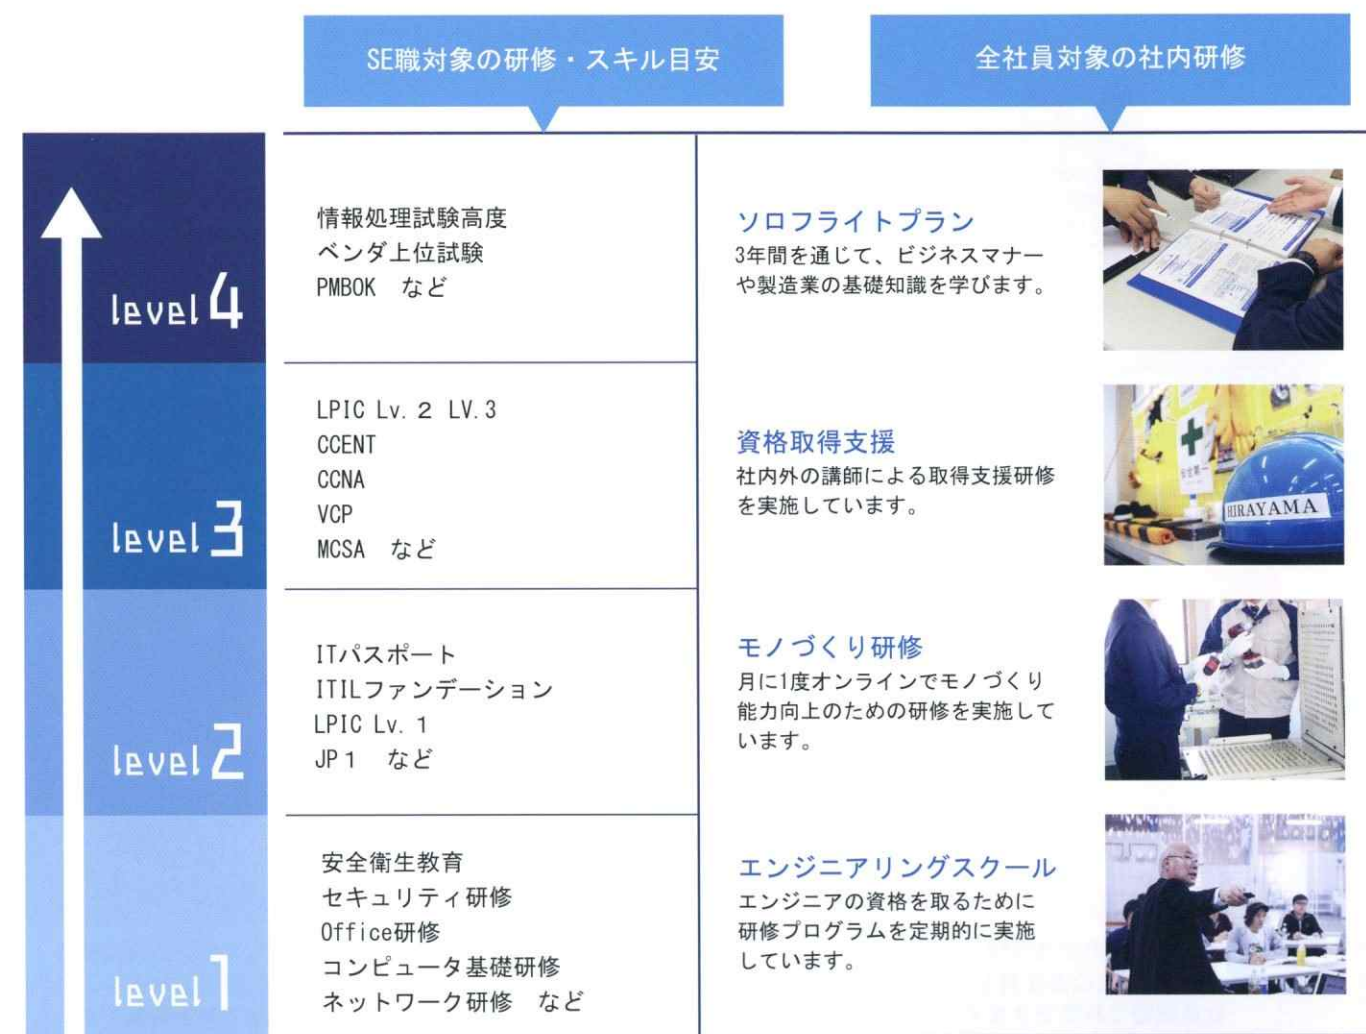 SE職対象の研修・スキル目安
全社員対象の社内研修
level 4
情報処理試験高度
ベンダ上位試験
PMBOK　など
ソロフライトプラン
3年間を通じて、ビジネスマナー
や製造業の基礎知識を学びます。
level 3
LPIC Lv.２ LV.3
CCENT
CCNA
VCP
MCSA　など
資格取得支援
社内外の講師による取得支援研修
を実施しています。
安全第一
HIRAYAMA
level 2
ITパスポート
ITILファンデーション
LPIC Lv.１
JP１　など
モノづくり研修
月に1度オンラインでモノづくり
能力向上のための研修を実施して
います。
level 1
安全衛生教育
セキュリティ研修
Office研修
コンピュータ基礎研修
ネットワーク研修　など
エンジニアリングスクール
エンジニアの資格を取るために
研修プログラムを定期的に実施
しています。